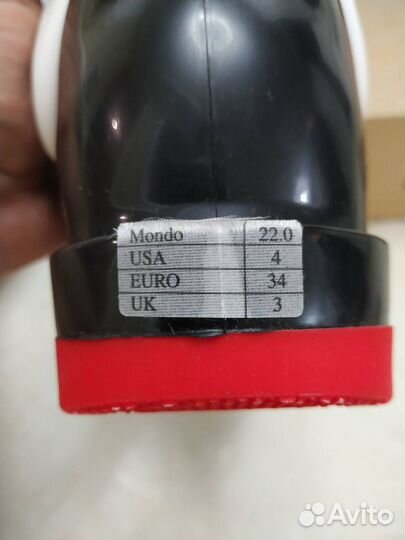 Mondo 22.0
USA 4
EURO 34
UK 3
Avito